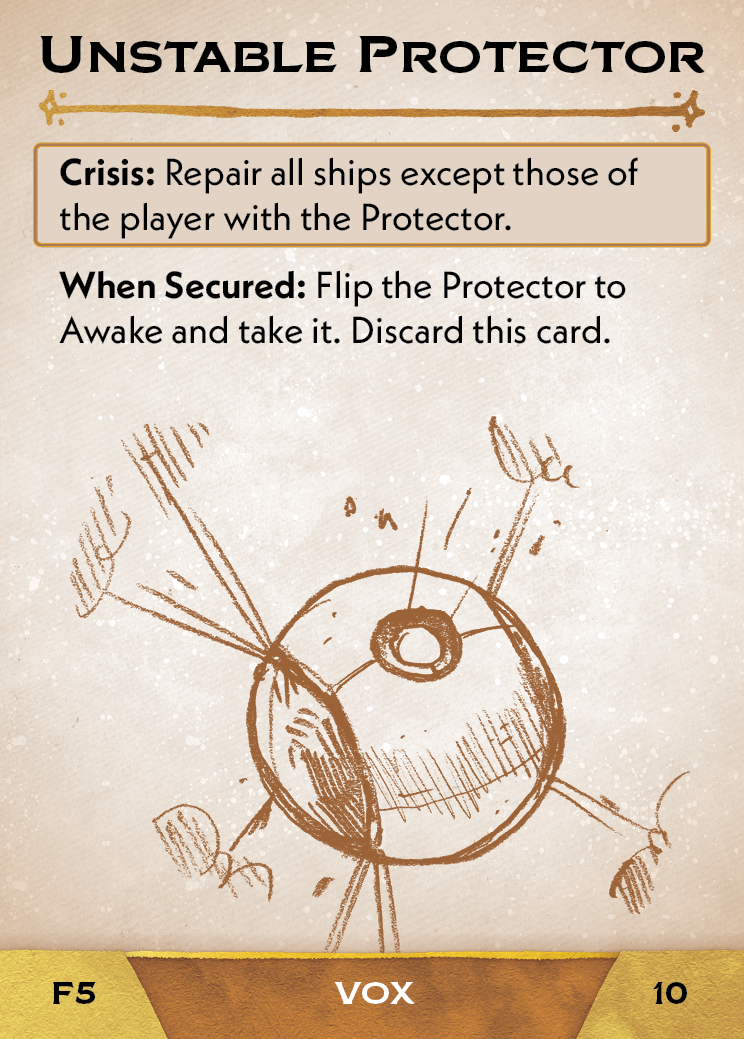 Unstable Protector
Crisis: Repair all ships except those of
the player with the Protector.
When Secured: Flip the Protector to
Awake and take it. Discard this card.
F5
VOX
10